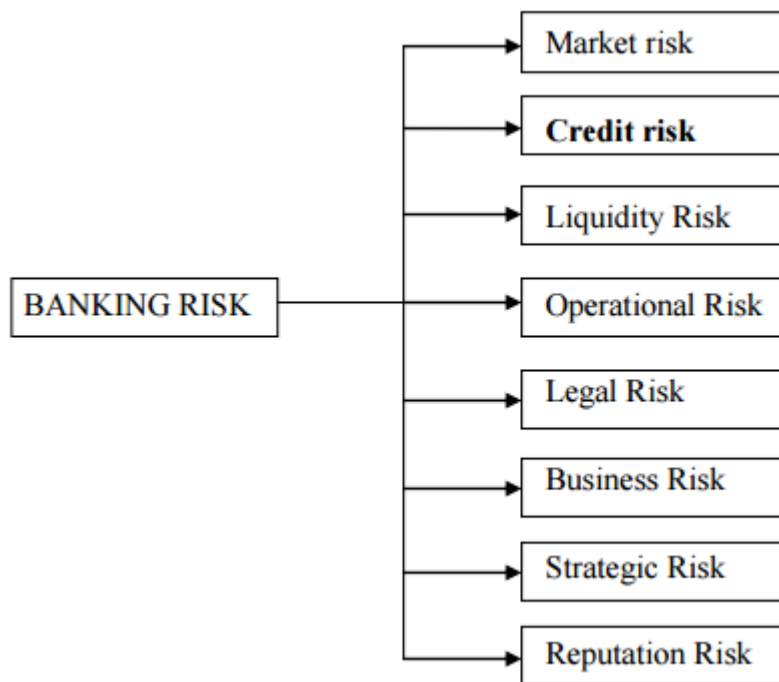 Market risk
Credit risk
Liquidity Risk
BANKING RISK
Operational Risk
Legal Risk
Business Risk
Strategic Risk
Reputation Risk